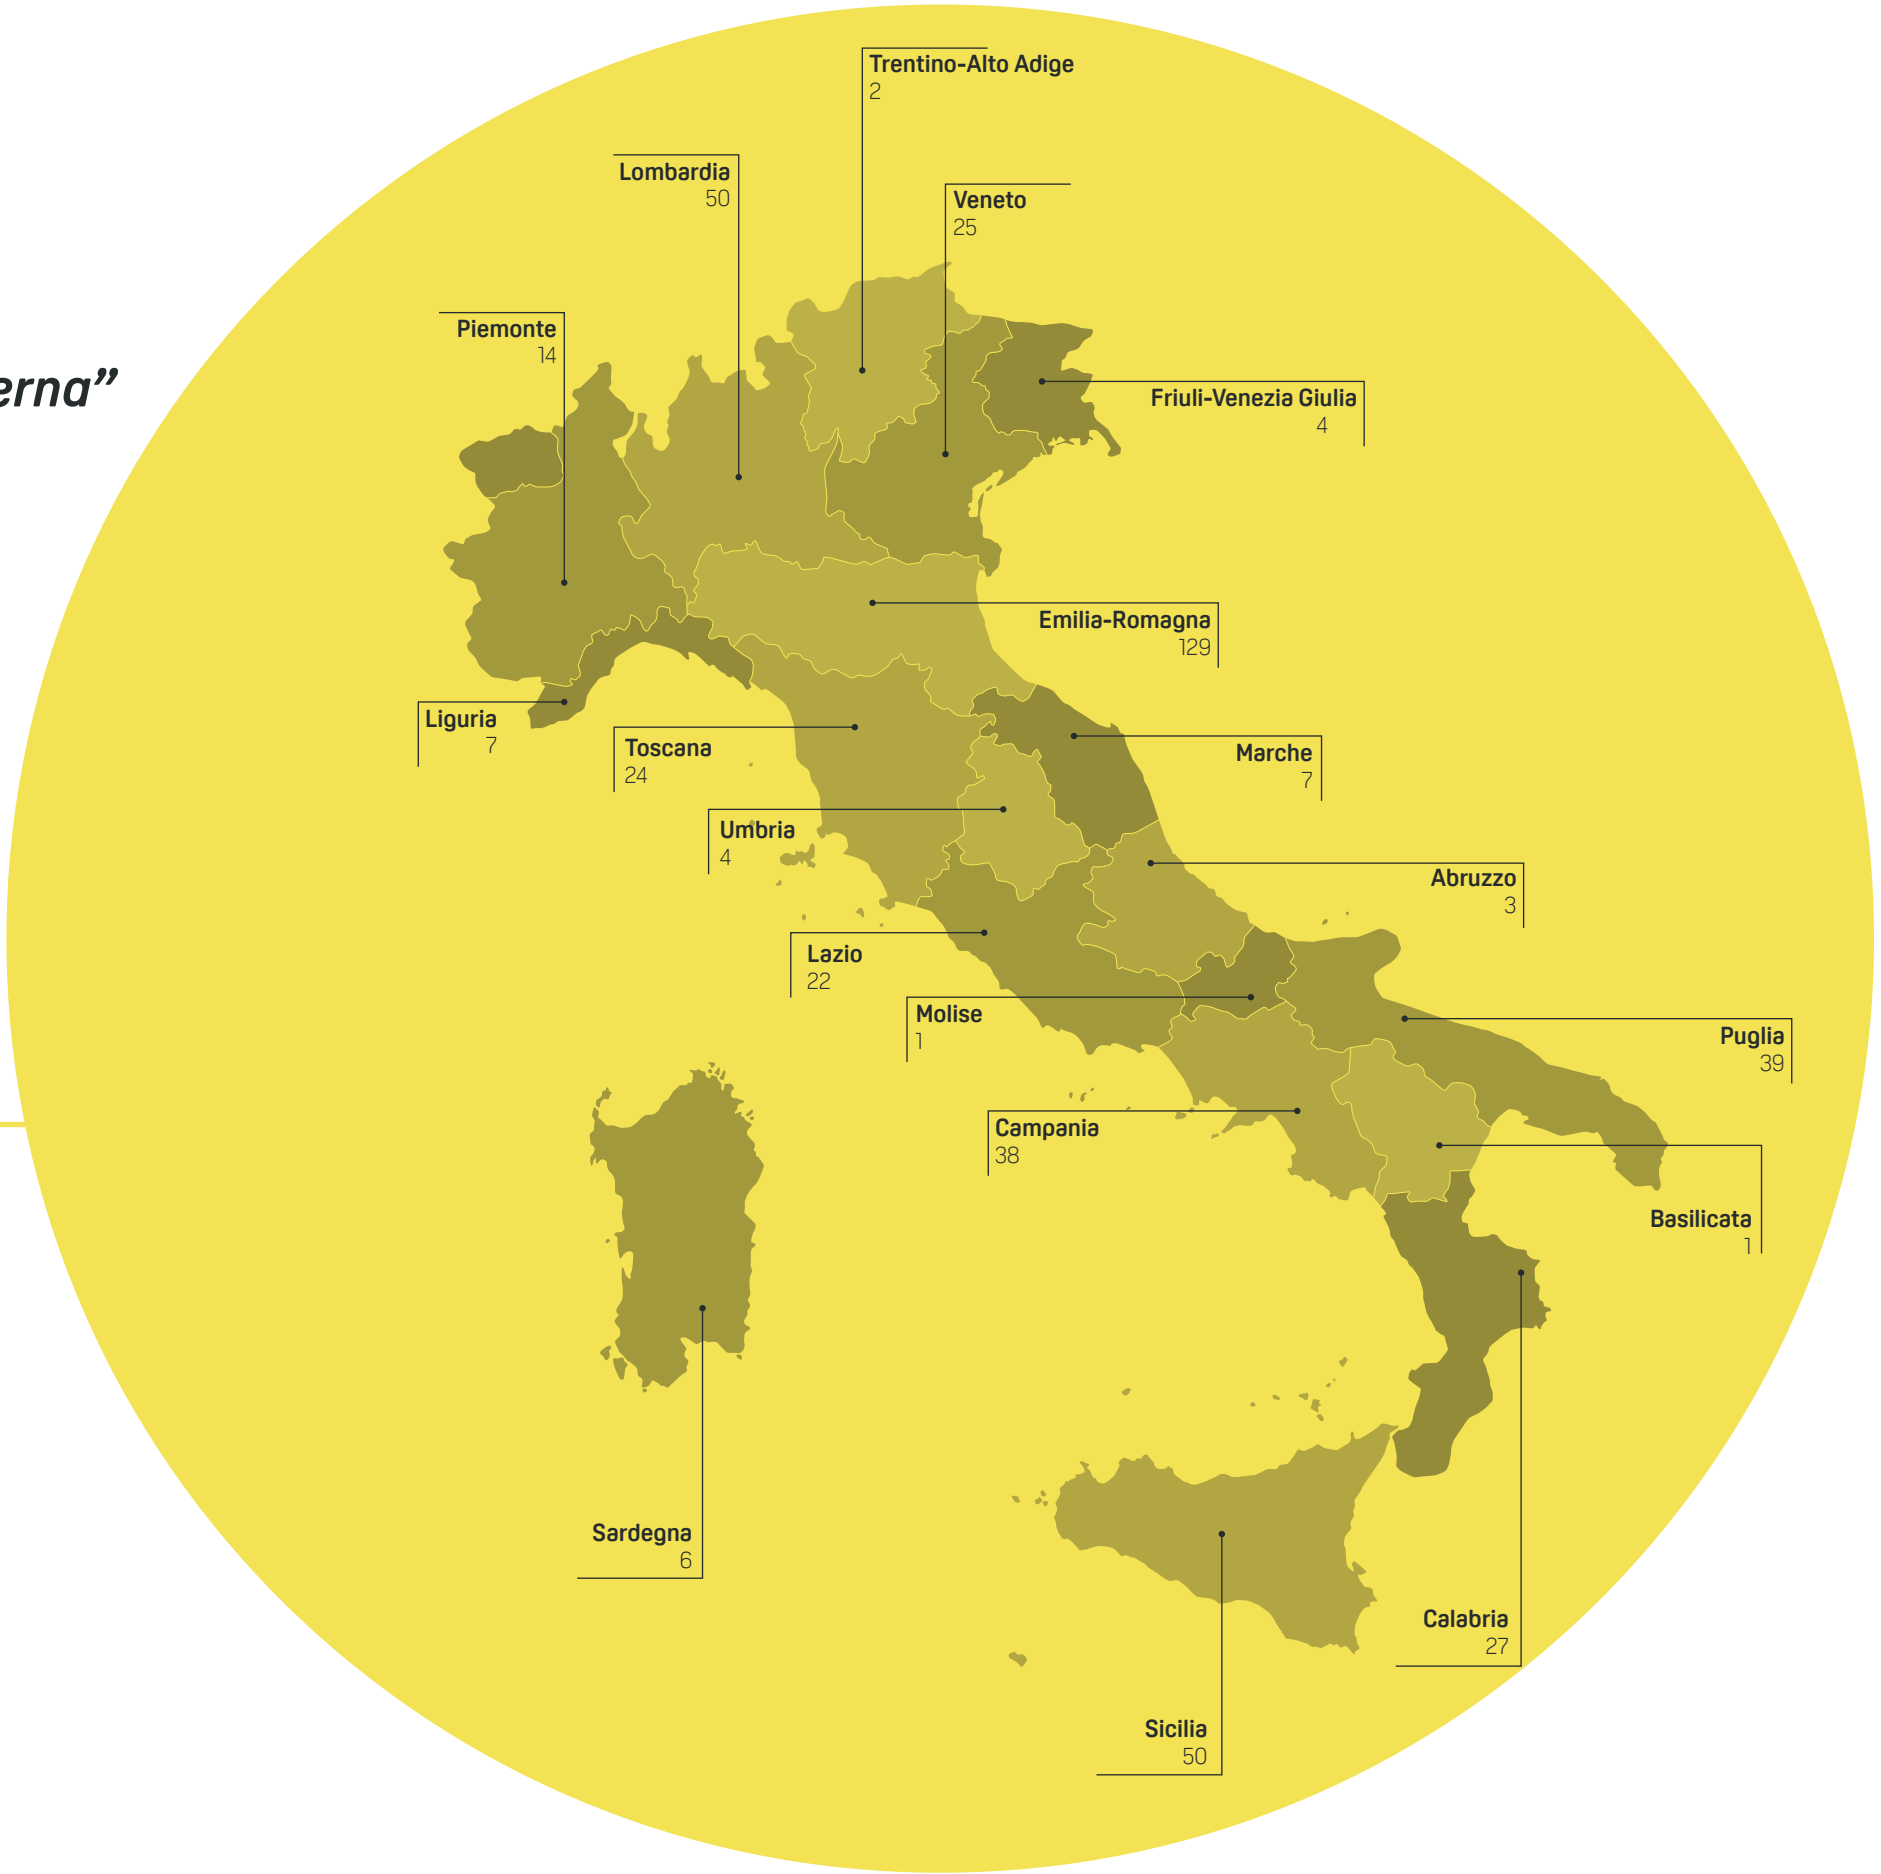 Trentino-Alto Adige
2
Lombardia
50
Veneto
25
Piemonte
14
erna”
Friuli-Venezia Giulia
4
Emilia-Romagna
129
Liguria
7
Toscana
24
Marche
7
Umbria
4
Abruzzo
3
Lazio
22
Molise
1
Puglia
39
Campania
38
Basilicata
1
Sardegna
6
Calabria
27
Sicilia
50